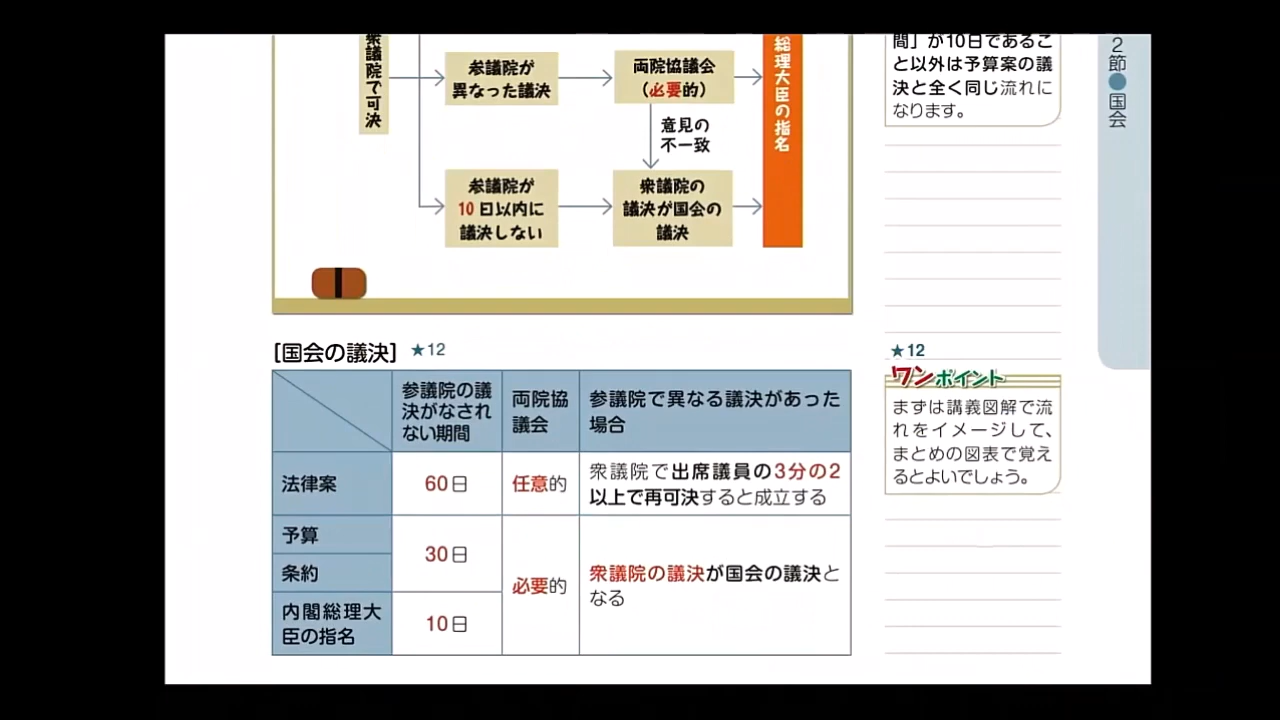 衆議院で可決
参議院が
異なった議決
両院協議会
（必要的）
総理大臣の指名
意見の
不一致
参議院が
10日以内に
議決しない
衆議院の
議決が国会の
議決
間］が10日であるこ
と以外は予算案の議
決と全く同じ流れに
なります。
2節●国会
［国会の議決］ ★12
参議院の議
決がなされ
ない期間
両院協
議会
参議院で異なる議決があった
場合
法律案
60日
任意的
衆議院で出席議員の3分の2
以上で再可決すると成立する
予算
30日
条約
必要的
衆議院の議決が国会の議決と
なる
内閣総理大
臣の指名
10日
★12
ワンポイント
まずは講義図解で流
れをイメージして、
まとめの図表で覚え
るとよいでしょう。